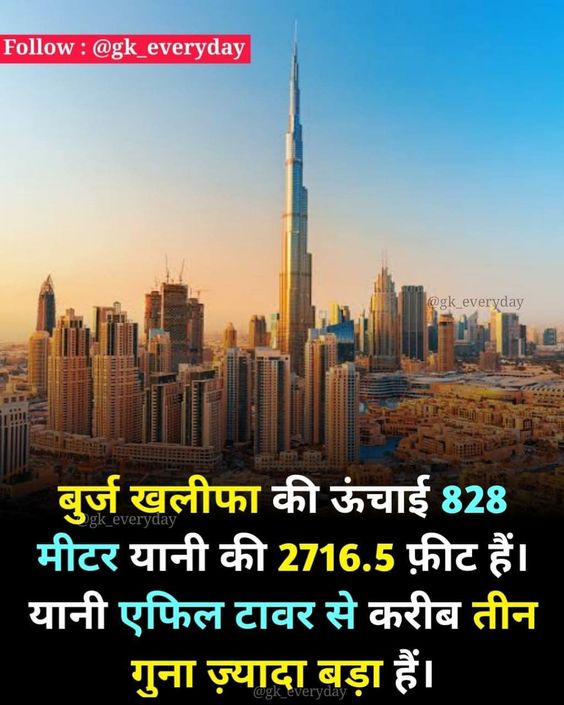 Follow : @gk_everyday
@gk_everyday
बुर्ज खलीफा की ऊंचाई 828
@gk_everyday
मीटर यानी की 2716.5 फ़ीट हैं।
यानी एफिल टावर से करीब तीन
गुना ज़्यादा बड़ा हैं।
@gk_everyday